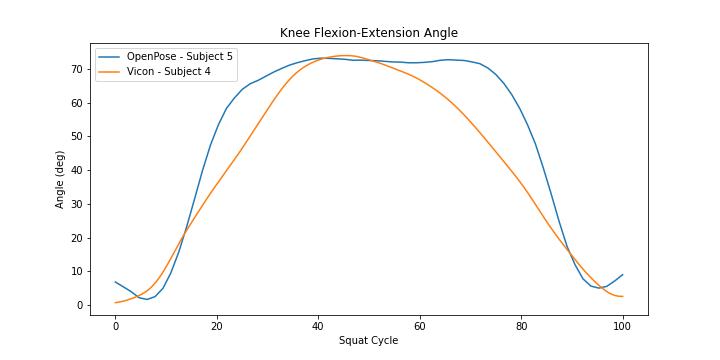 Knee Flexion-Extension Angle
OpenPose - Subject 5
Vicon - Subject 4
Angle (deg)
70
60
50
40
30
20
10
0
0 20 40 60 80 100
Squat Cycle